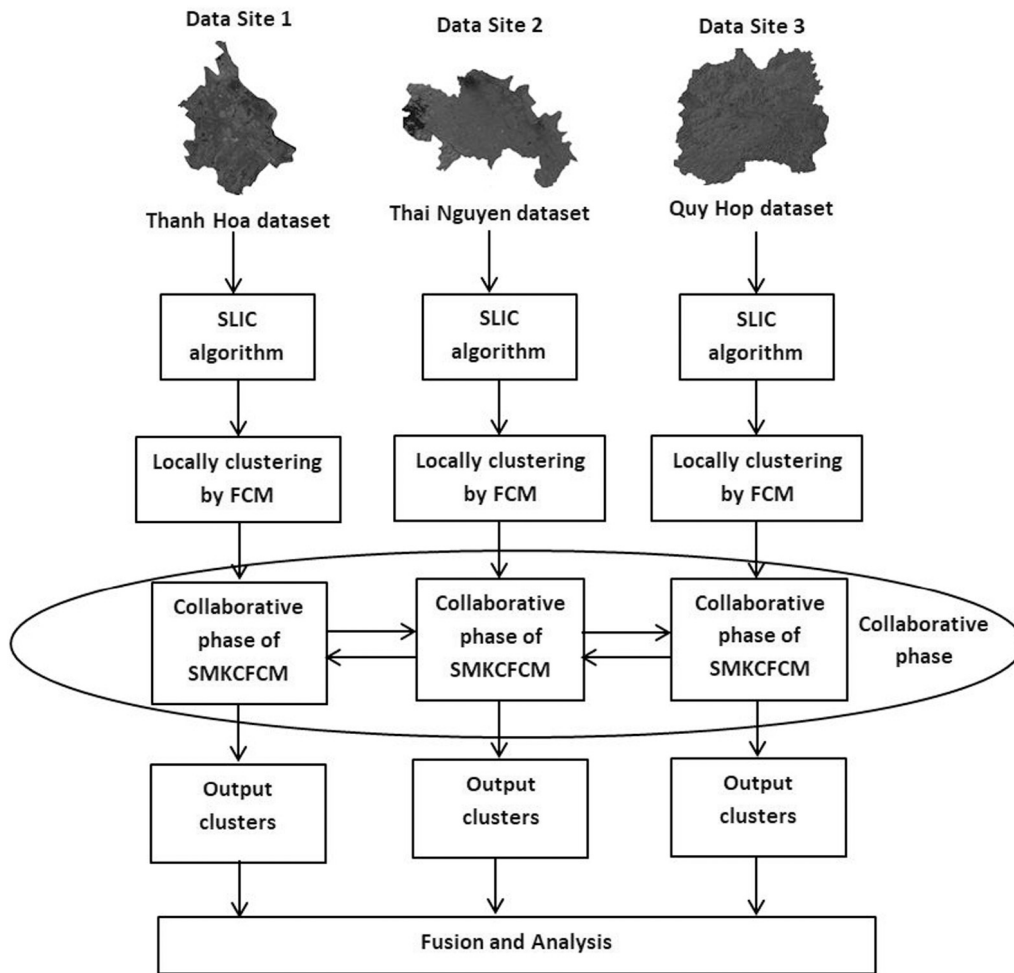 Data Site 1
Data Site 2
Data Site 3
Thanh Hoa dataset
Thai Nguyen dataset
Quy Hop dataset
SLIC
algorithm
SLIC
algorithm
SLIC
algorithm
Locally clustering
by FCM
Locally clustering
by FCM
Locally clustering
by FCM
Collaborative
phase of
SMKCFCM
Collaborative
phase of
SMKCFCM
Collaborative
phase of
SMKCFCM
Collaborative
phase
Output
clusters
Output
clusters
Output
clusters
Fusion and Analysis